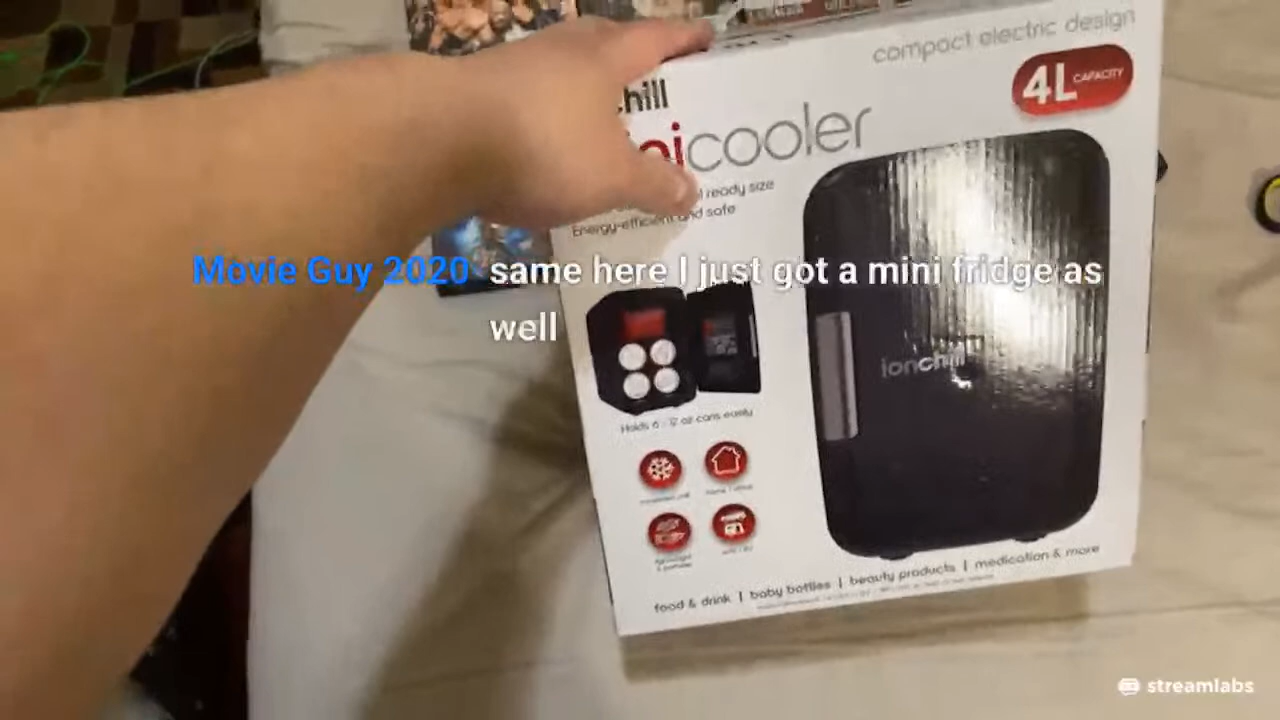 compact electric design
4L CAPACITY
chill
nicooler
ready size
Energy-efficient and safe
Movie Guy 2020 same here I just got a mini fridge as
well
ionchill
Holds 6 - 12 oz cans easily
food & drink | baby bottles | beauty products | medication & more
streamlabs